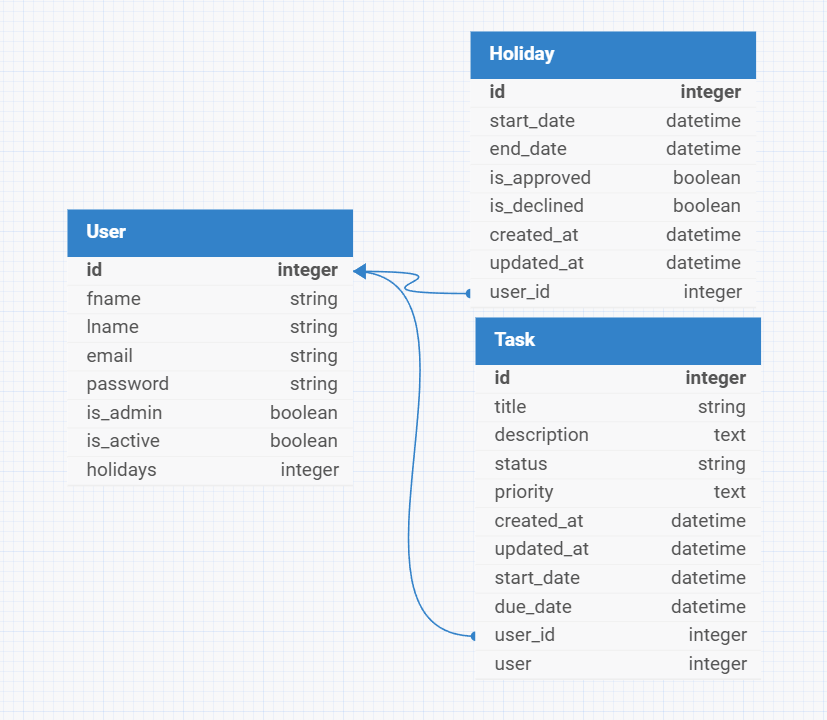 Holiday
id integer
start_date datetime
end_date datetime
is_approved boolean
is_declined boolean
created_at datetime
updated_at datetime
user_id integer
User
id integer
fname string
lname string
email string
password string
is_admin boolean
is_active boolean
holidays integer
Task
id integer
title string
description text
status string
priority text
created_at datetime
updated_at datetime
start_date datetime
due_date datetime
user_id integer
user integer